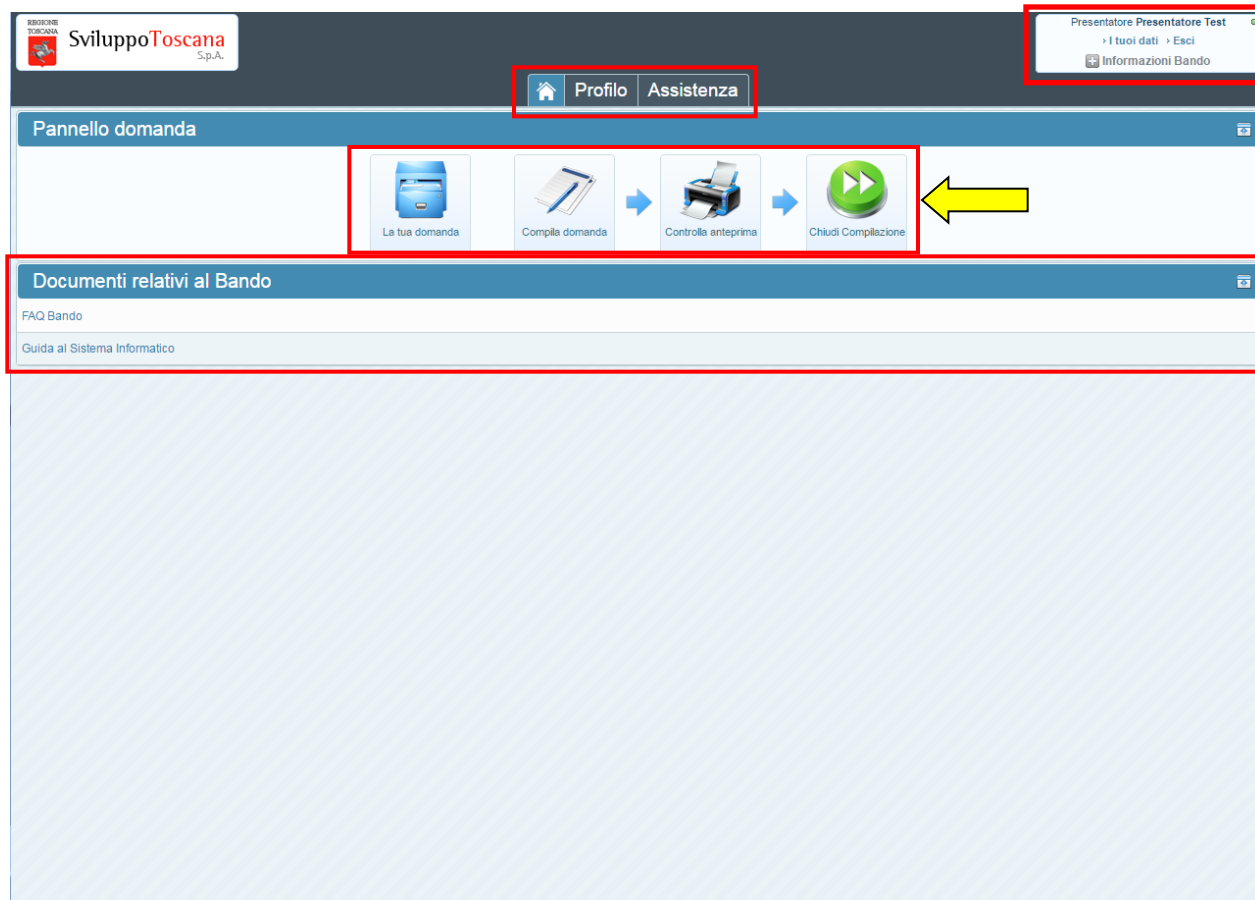 REGIONE
TOSCANA
SviluppoToscana
S.p.A.
Presentatore Presentatore Test
› I tuoi dati › Esci
Informazioni Bando
Profilo Assistenza
Pannello domanda
La tua domanda Compila domanda Controlla anteprima Chiudi Compilazione
Documenti relativi al Bando
FAQ Bando
Guida al Sistema Informatico